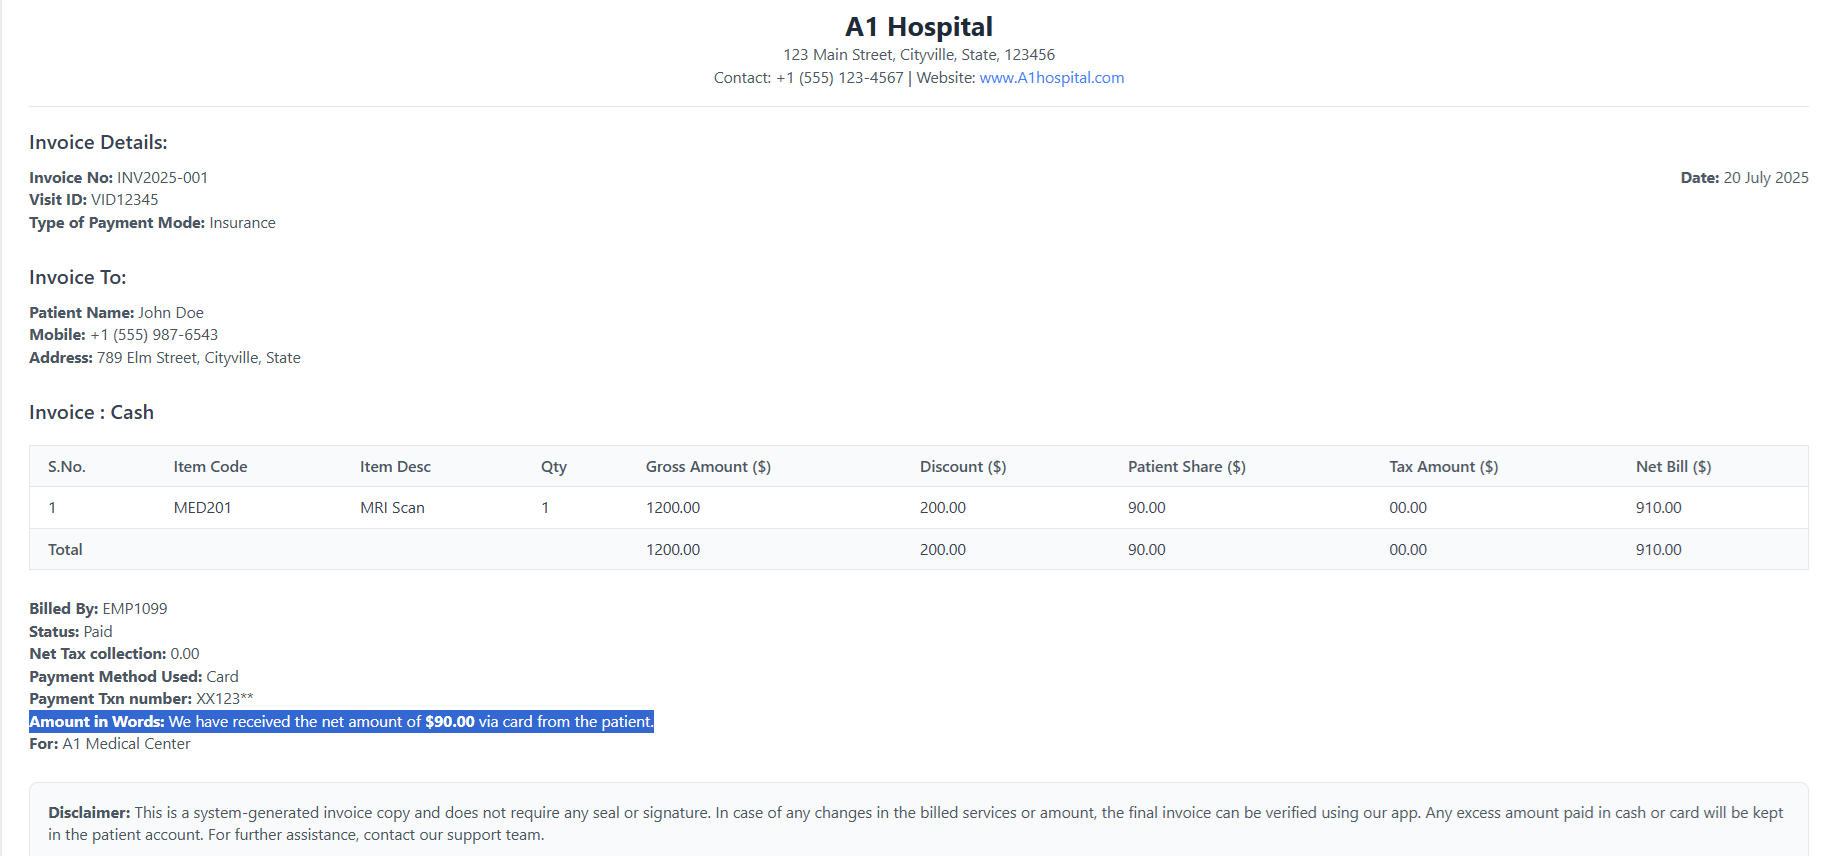 A1 Hospital
123 Main Street, Cityville, State, 123456
Contact: +1 (555) 123-4567 | Website: www.A1hospital.com
Invoice Details:
Invoice No: INV2025-001 Date: 20 July 2025
Visit ID: VID12345
Type of Payment Mode: Insurance
Invoice To:
Patient Name: John Doe
Mobile: +1 (555) 987-6543
Address: 789 Elm Street, Cityville, State
Invoice : Cash
S.No. Item Code Item Desc Qty Gross Amount ($) Discount ($) Patient Share ($) Tax Amount ($) Net Bill ($)
1 MED201 MRI Scan 1 1200.00 200.00 90.00 00.00 910.00
Total 1200.00 200.00 90.00 00.00 910.00
Billed By: EMP1099
Status: Paid
Net Tax collection: 0.00
Payment Method Used: Card
Payment Txn number: XX123**
Amount in Words: We have received the net amount of $90.00 via card from the patient.
For: A1 Medical Center
Disclaimer: This is a system-generated invoice copy and does not require any seal or signature. In case of any changes in the billed services or amount, the final invoice can be verified using our app. Any excess amount paid in cash or card will be kept
in the patient account. For further assistance, contact our support team.